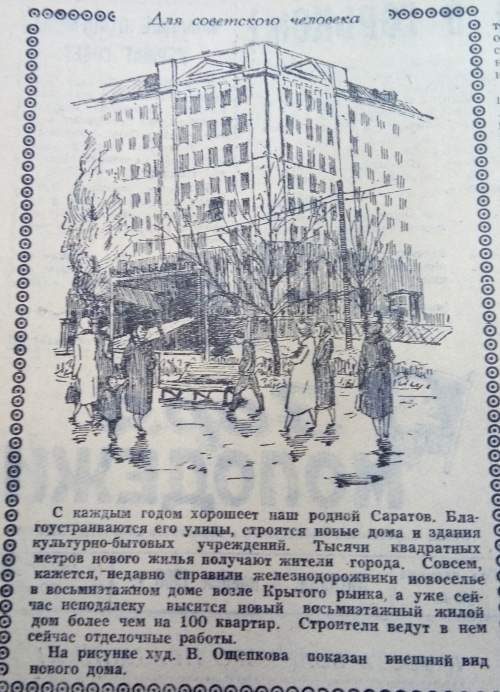 Для советского человека
С каждым годом хорошеет наш родной Саратов. Бла-
гоустраиваются его улицы, строятся новые дома и здания
культурно-бытовых учреждений. Тысячи квадратных
метров нового жилья получают жители города. Совсем,
кажется, недавно справили железнодорожники новоселье
в восьмиэтажном доме возле Крытого рынка, а уже сей-
час неподалеку высится новый восьмиэтажный жилой
дом более чем на 100 квартир. Строители ведут в нем
сейчас отделочные работы.
На рисунке худ. В. Ощепкова показан внешний вид
нового дома.